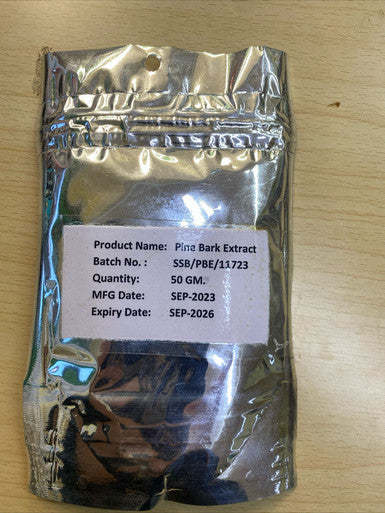 Product Name: Pine Bark Extract
Batch No. : SSB/PBE/11723
Quantity: 50 GM.
MFG Date: SEP-2023
Expiry Date: SEP-2026